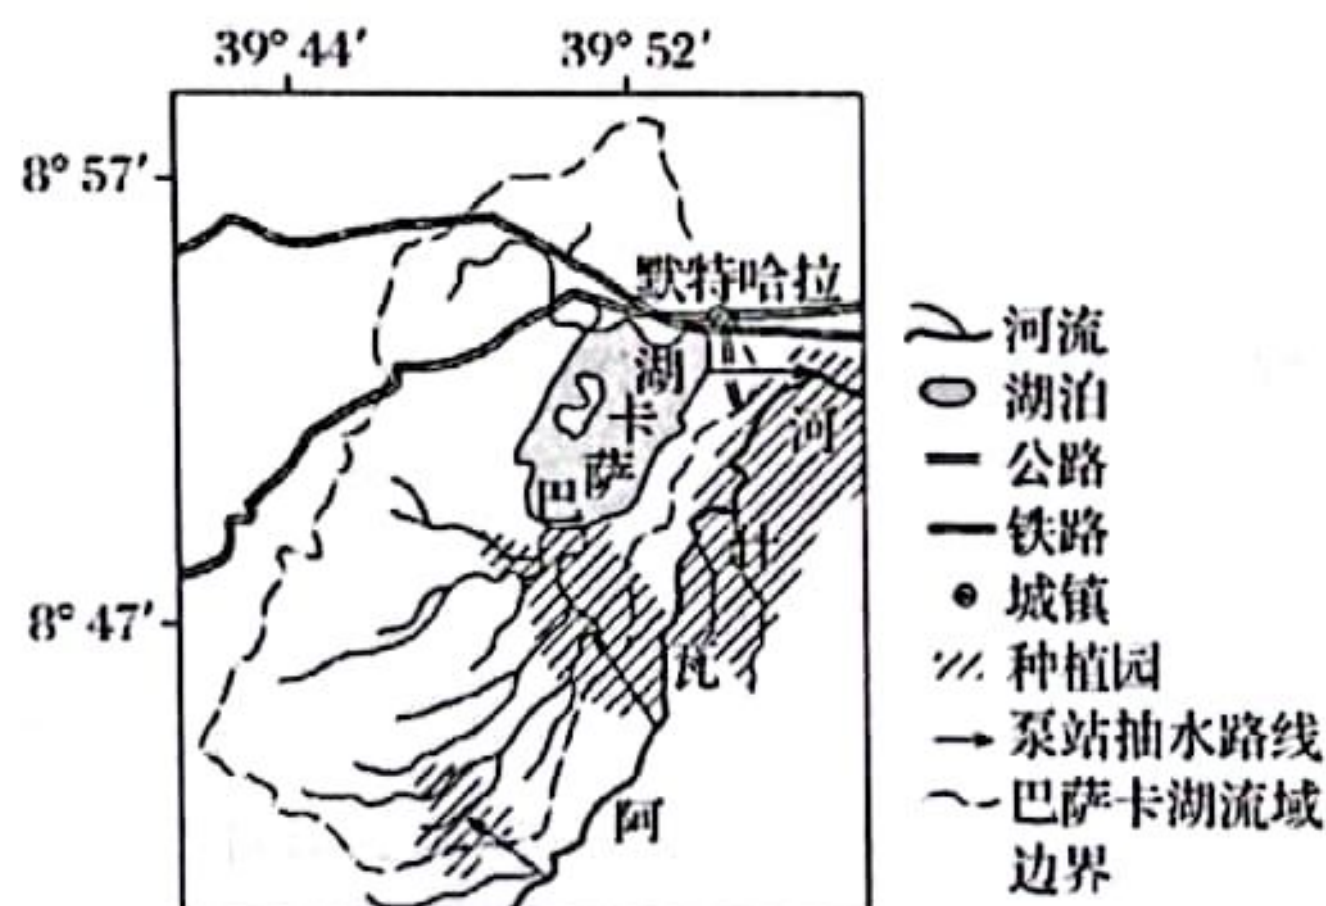 39° 44′ 39° 52′
8° 57′
默特哈拉
湖
卡
萨
巴
河
什
瓦
8° 47′
阿
河流
湖泊
公路
铁路
城镇
种植园
泵站抽水路线
巴萨卡湖流域
边界